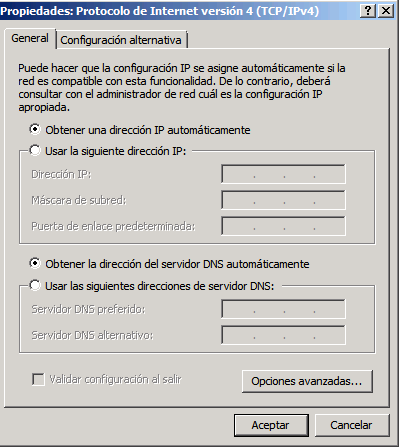 Propiedades: Protocolo de Internet versión 4 (TCP/IPv4)
General
Configuración alternativa
Puede hacer que la configuración IP se asigne automáticamente si la
red es compatible con esta funcionalidad. De lo contrario, deberá
consultar con el administrador de red cuál es la configuración IP
apropiada.
Obtener una dirección IP automáticamente
Usar la siguiente dirección IP:
Dirección IP:
Máscara de subred:
Puerta de enlace predeterminada:
Obtener la dirección del servidor DNS automáticamente
Usar las siguientes direcciones de servidor DNS:
Servidor DNS preferido:
Servidor DNS alternativo:
Validar configuración al salir
Opciones avanzadas...
Aceptar
Cancelar